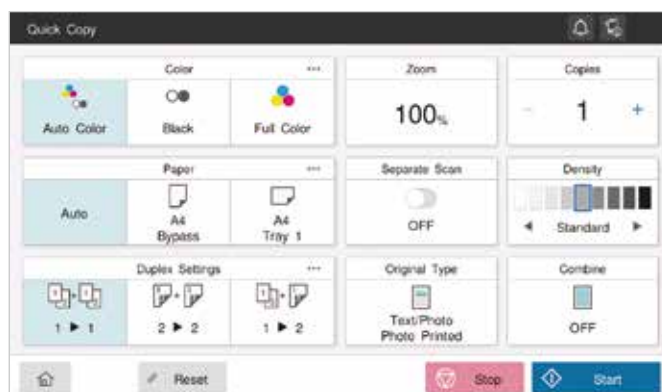 Quick Copy
Color
Zoom
Copies
Auto Color
Black
Full Color
100%
-
1
+
Paper
Separate Scan
Density
Auto
A4
Bypass
A4
Tray 1
OFF
Standard
Duplex Settings
Original Type
Combine
1 ▶ 1
2 ▶ 2
1 ▶ 2
Text/Photo
Photo Printed
OFF
Reset
Stop
Start